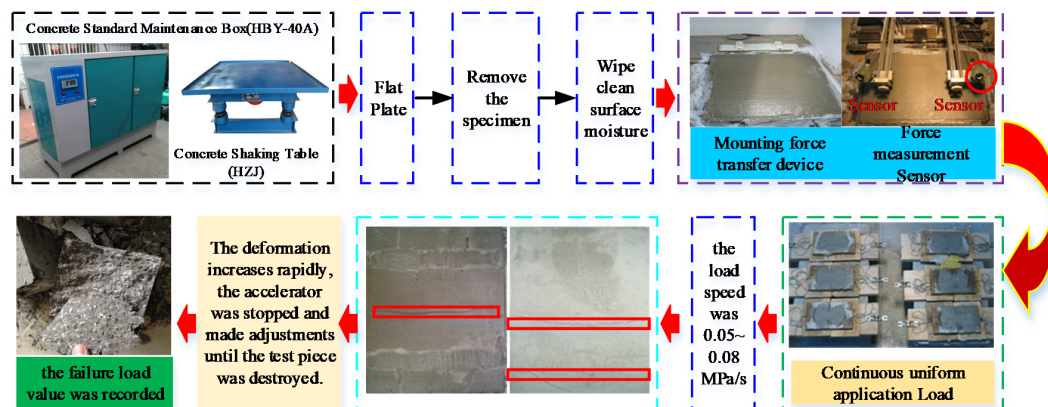 Concrete Standard Maintenance Box(HBY-40A)
Concrete Shaking Table
(HZJ)
Flat
Plate
Remove
the
specimen
Wipe
clean
surface
moisture
Sensor
Sensor
Mounting force
transfer device
Force
measurement
Sensor
Continuous uniform
application Load
the
load
speed
was
0.05~
0.08
MPa/s
The deformation
increases rapidly,
the accelerator
was stopped and
made adjustments
until the test piece
was destroyed.
the failure load
value was recorded